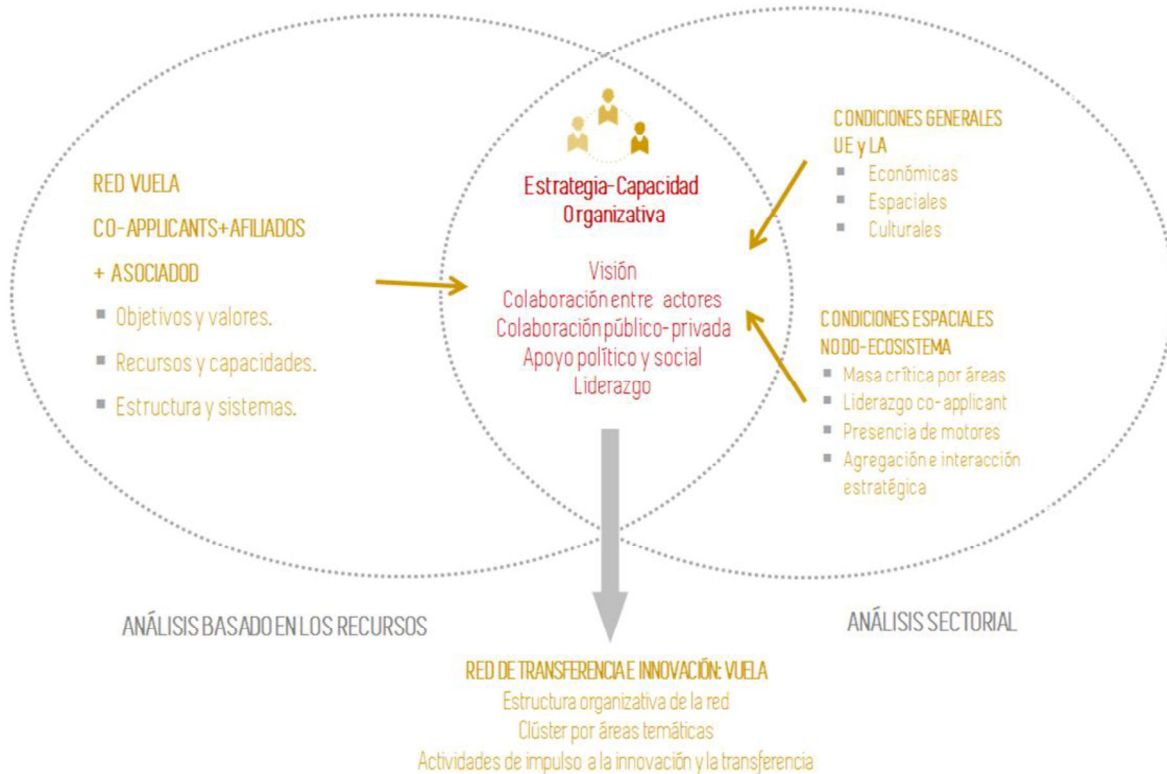 RED VUELA
CO-APPLICANTS+AFILIADOS
+ ASOCIADOD
Objetivos y valores.
Recursos y capacidades.
Estructura y sistemas.
Estrategia-Capacidad
Organizativa
Visión
Colaboración entre actores
Colaboración público-privada
Apoyo político y social
Liderazgo
CONDICIONES GENERALES
UE y LA
Económicas
Espaciales
Culturales
CONDICIONES ESPACIALES
NODO-ECOSISTEMA
Masa crítica por áreas
Liderazgo co-applicant
Presencia de motores
Agregación e interacción
estratégica
ANÁLISIS BASADO EN LOS RECURSOS
ANÁLISIS SECTORIAL
RED DE TRANSFERENCIA E INNOVACIÓN: VUELA
Estructura organizativa de la red
Clúster por áreas temáticas
Actividades de impulso a la innovación y la transferencia